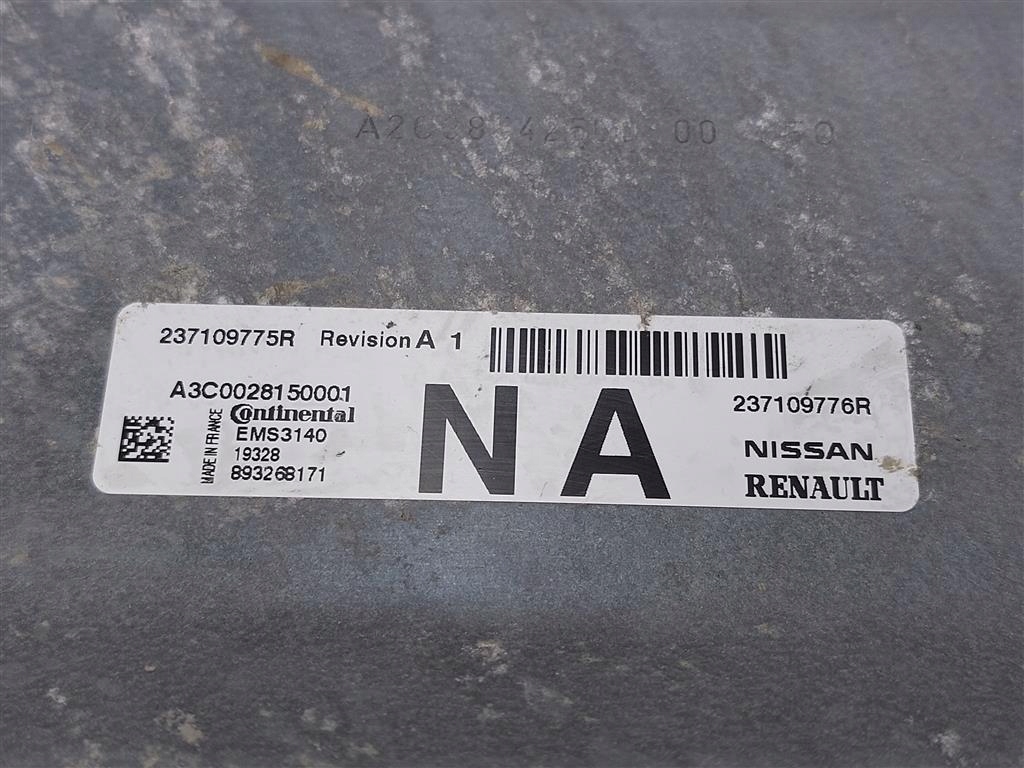 237109775R Revision A 1
A3C0028150001
Continental
EMS3140
MADE IN FRANCE
19328
893268171
NA
237109776R
NISSAN
RENAULT